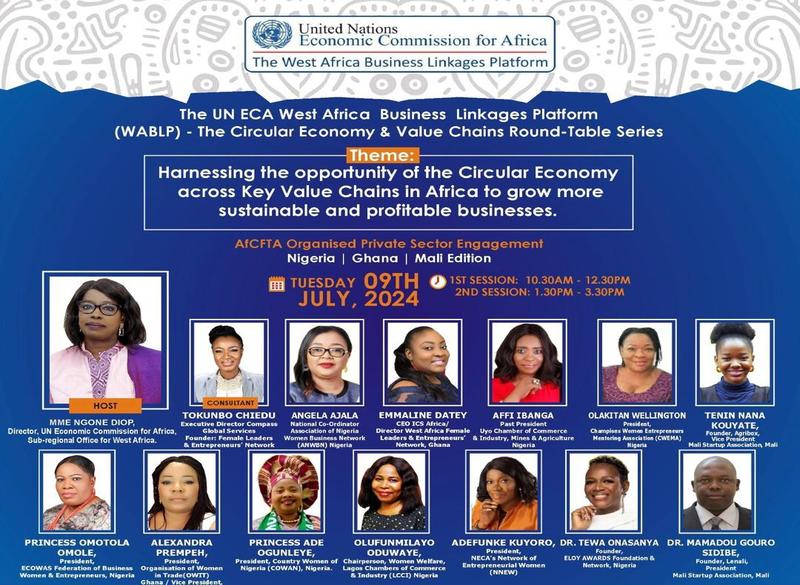 United Nations
Economic Commission for Africa
The West Africa Business Linkages Platform
The UN ECA West Africa Business Linkages Platform
(WABLP) - The Circular Economy & Value Chains Round-Table Series
Theme:
Harnessing the opportunity of the Circular Economy
across Key Value Chains in Africa to grow more
sustainable and profitable businesses.
AfCFTA Organised Private Sector Engagement
Nigeria | Ghana | Mali Edition
TUESDAY 09TH
JULY, 2024
1ST SESSION: 10.30AM - 12.30PM
2ND SESSION: 1.30PM - 3.30PM
HOST
MME NGONE DIOP,
Director, UN Economic Commission for Africa,
Sub-regional Office for West Africa.
CONSULTANT
TOKUNBO CHIEDU
Executive Director Compass
Global Services
Founder: Female Leaders
& Entrepreneurs' Network
ANGELA AJALA
National Co-Ordinator
Association of Nigeria
Women Business Network
(ANWBN) Nigeria
EMMALINE DATEY
CEO ICS Africa/
Director West Africa Female
Leaders & Entrepreneurs'
Network, Ghana
AFFI IBANGA
Past President
Uyo Chamber of Commerce
& Industry, Mines & Agriculture
Nigeria
OLAKITAN WELLINGTON
President,
Champions Women Entrepreneurs
Mentoring Association (CWEMA)
Nigeria
TENIN NANA
KOUYATE,
Founder, Agribox,
Vice President
Mali Startup Association, Mali
PRINCESS OMOTOLA
OMOLE,
President,
ECOWAS Federation of Business
Women & Entrepreneurs, Nigeria
ALEXANDRA
PREMPEH,
President,
Organisation of Women
in Trade(OWIT)
Ghana / Vice President,
PRINCESS ADE
OGUNLEYE,
President, Country Women of
Nigeria (COWAN), Nigeria.
OLUFUNMILAYO
ODUWAYE,
Chairperson, Women Welfare,
Lagos Chambers of Commerce
& Industry (LCCI) Nigeria
ADEFUNKE KUYORO,
President,
NECA's Network of
Entrepreneurial Women
(NNEW)
DR. TEWA ONASANYA
Founder,
ELOY AWARDS Foundation &
Network, Nigeria
DR. MAMADOU GOURO
SIDIBE,
Founder, Lenali,
President
Mali Startup Association, Mali